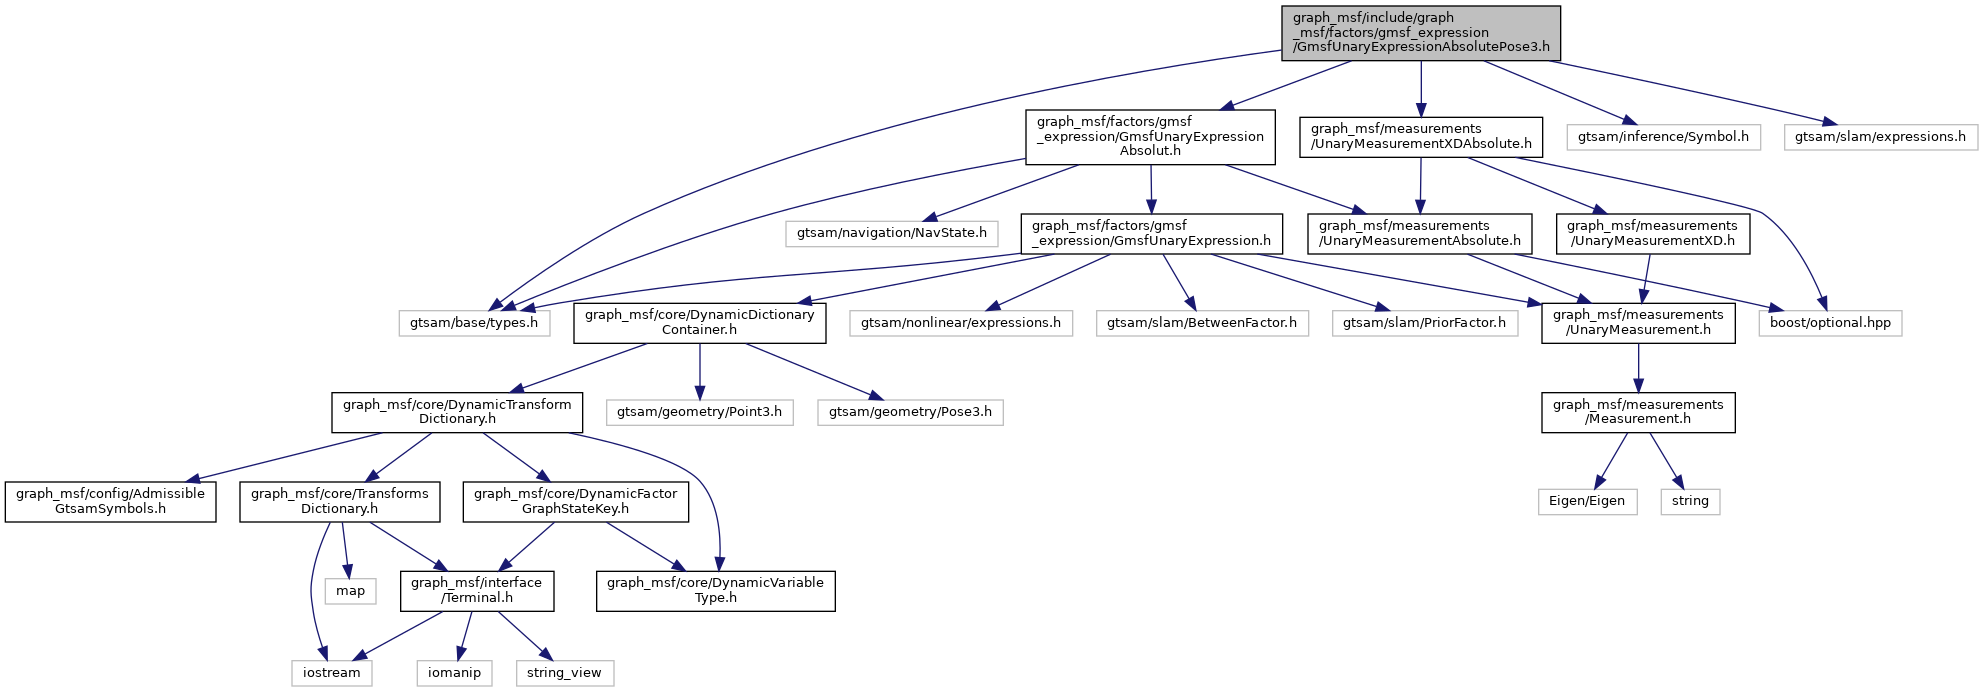 graph_msf/include/graph
_msf/factors/gmsf_expression
/GmsfUnaryExpressionAbsolutePose3.h
graph_msf/factors/gmsf
_expression/GmsfUnaryExpression
Absolut.h
graph_msf/measurements
/UnaryMeasurementXDAbsolute.h
gtsam/inference/Symbol.h
gtsam/slam/expressions.h
gtsam/navigation/NavState.h
graph_msf/factors/gmsf
_expression/GmsfUnaryExpression.h
graph_msf/measurements
/UnaryMeasurementAbsolute.h
graph_msf/measurements
/UnaryMeasurementXD.h
gtsam/base/types.h
graph_msf/core/DynamicDictionary
Container.h
gtsam/nonlinear/expressions.h
gtsam/slam/BetweenFactor.h
gtsam/slam/PriorFactor.h
graph_msf/measurements
/UnaryMeasurement.h
boost/optional.hpp
graph_msf/core/DynamicTransform
Dictionary.h
gtsam/geometry/Point3.h
gtsam/geometry/Pose3.h
graph_msf/measurements
/Measurement.h
graph_msf/config/Admissible
GtsamSymbols.h
graph_msf/core/Transforms
Dictionary.h
graph_msf/core/DynamicFactor
GraphStateKey.h
Eigen/Eigen
string
map
graph_msf/interface
/Terminal.h
graph_msf/core/DynamicVariable
Type.h
iostream
iomanip
string_view